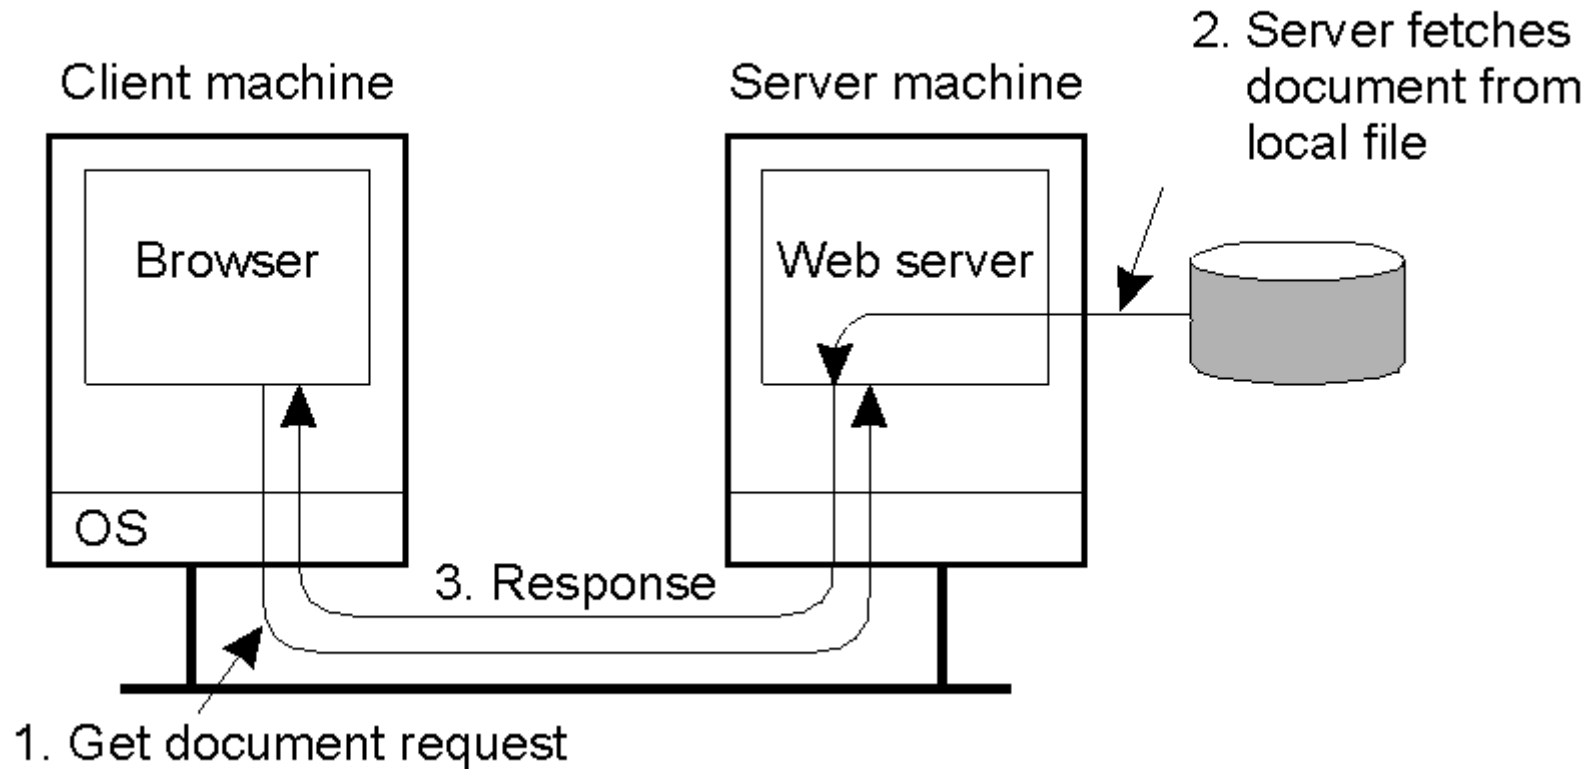 2. Server fetches
document from
local file
Client machine
Server machine
Browser
Web server
OS
3. Response
1. Get document request